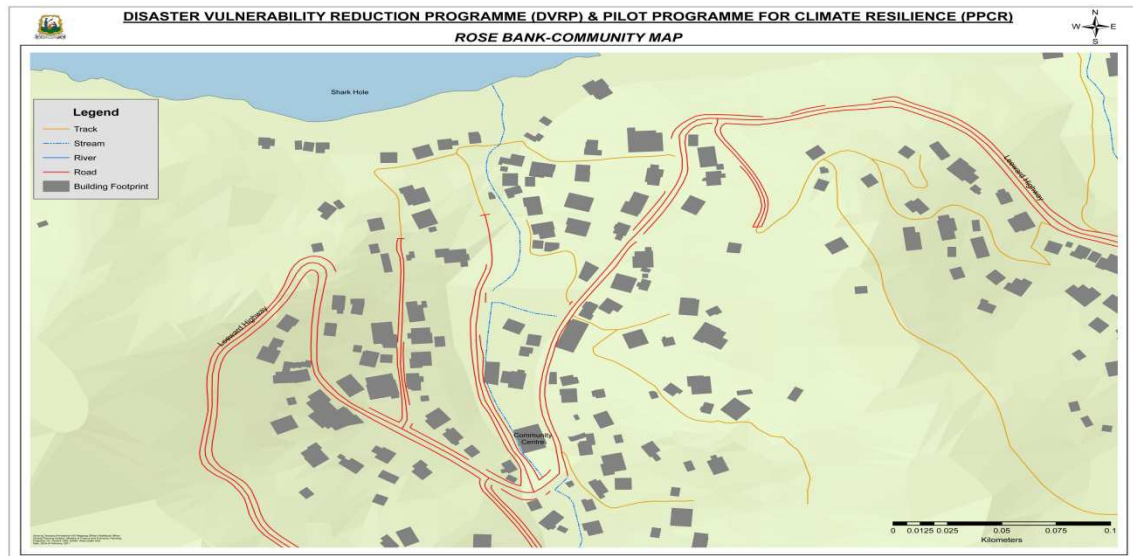 DISASTER VULNERABILITY REDUCTION PROGRAMME (DVRP) & PILOT PROGRAMME FOR CLIMATE RESILIENCE (PPCR)
ROSE BANK-COMMUNITY MAP
N
W E
S
Shark Hole
Legend
Track
Stream
River
Road
Building Footprint
Leeward Highway
Leeward Highway
Community
Centre
0 0.0125 0.025 0.05 0.075 0.1
Kilometers